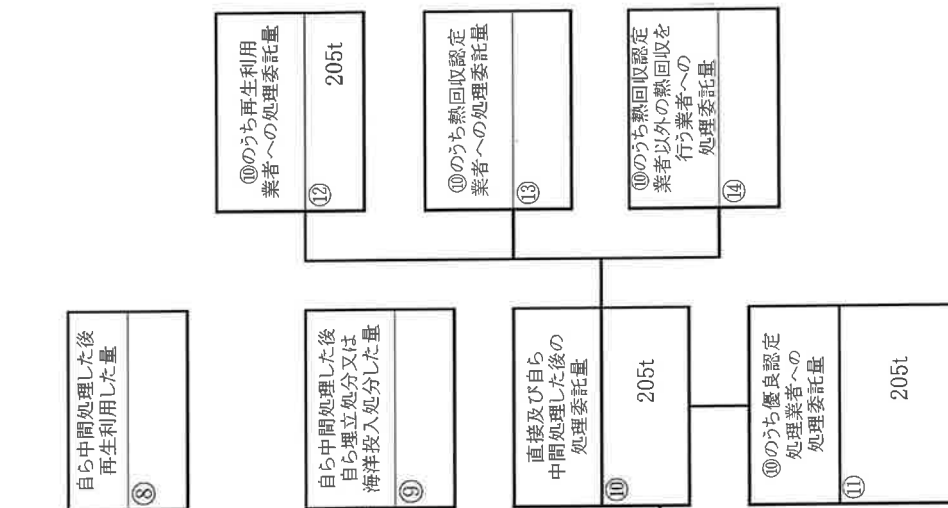 自ら中間処理した後
再生利用した量
⑧
自ら中間処理した後
自ら埋立処分又は
海洋投入処分した量
⑨
直接及び自ら
中間処理した後の
処理委託量
⑩
205t
⑩のうち優良認定
処理業者への
処理委託量
⑪
205t
⑩のうち再生利用
業者への処理委託量
⑫
205t
⑩のうち熱回収認定
業者への処理委託量
⑬
⑩のうち熱回収認定
業者以外の熱回収を
行う業者への
処理委託量
⑭